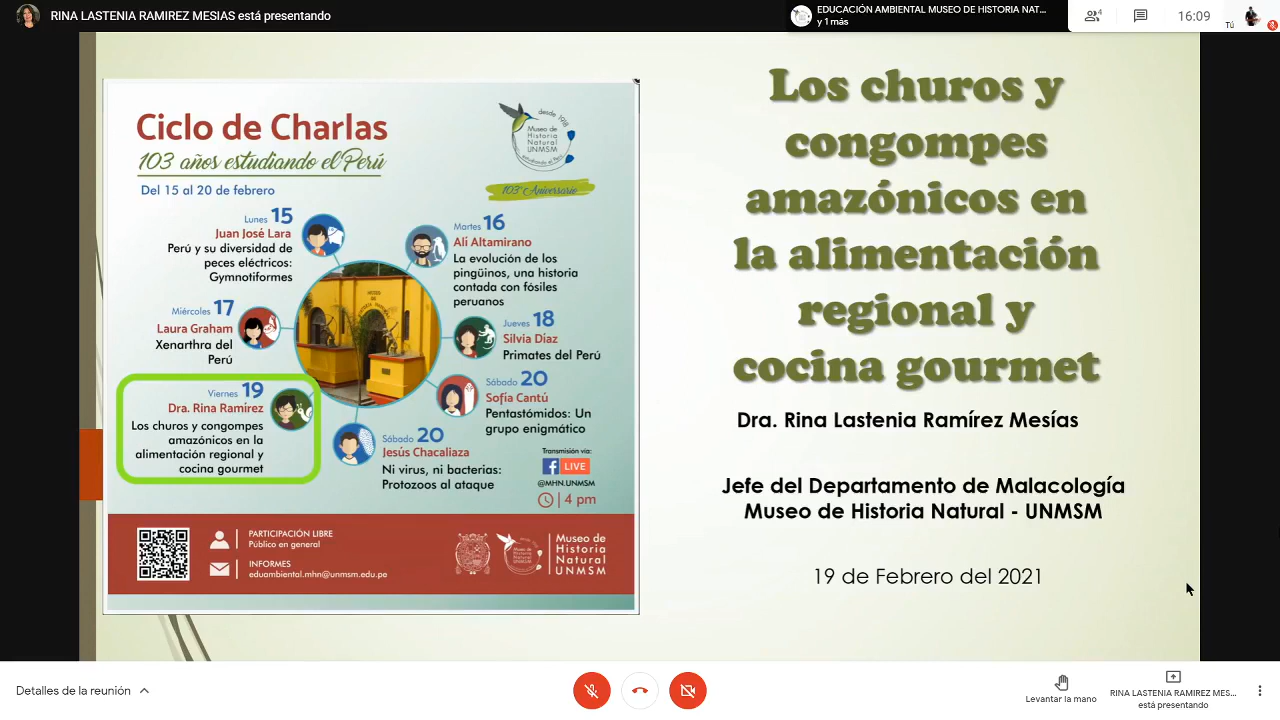 RINA LASTENIA RAMIREZ MESIAS está presentando
EDUCACIÓN AMBIENTAL MUSEO DE HISTORIA NAT...
y 1 más
4
16:09
Tú
Ciclo de Charlas
103 años estudiando el Perú
Del 15 al 20 de febrero
desde 1918
Museo de
Historia
Natural
UNMSM
estudiando el Perú
103° Aniversario
Lunes 15
Juan José Lara
Perú y su diversidad de
peces eléctricos:
Gymnotiformes
Martes 16
Alí Altamirano
La evolución de los
pingüinos, una historia
contada con fósiles
peruanos
Miércoles 17
Laura Graham
Xenarthra del
Perú
Jueves 18
Silvia Díaz
Primates del Perú
Viernes 19
Dra. Rina Ramírez
Los churos y congompes
amazónicos en la
alimentación regional y
cocina gourmet
Sábado 20
Sofía Cantú
Pentastómidos: Un
grupo enigmático
Sábado 20
Jesús Chacaliaza
Ni virus, ni bacterias:
Protozoos al ataque
Transmisión vía:
f LIVE
@MHN.UNMSM
4 pm
PARTICIPACIÓN LIBRE
Público en general
INFORMES
eduambiental.mhn@unmsm.edu.pe
Museo de
Historia
Natural
UNMSM
Los churos y
congompes
amazónicos en
la alimentación
regional y
cocina gourmet
Dra. Rina Lastenia Ramírez Mesías
Jefe del Departamento de Malacología
Museo de Historia Natural - UNMSM
19 de Febrero del 2021
Detalles de la reunión
Levantar la mano
RINA LASTENIA RAMIREZ MES...
está presentando